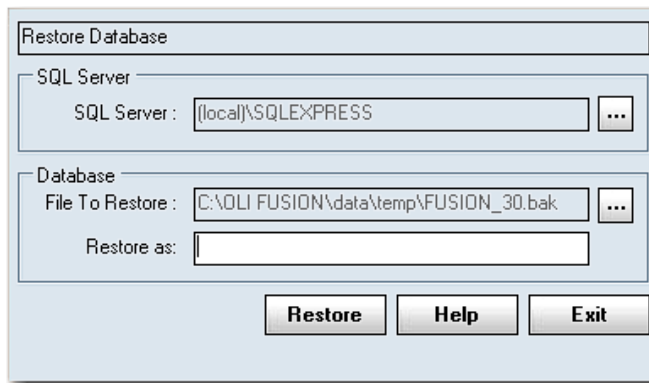 Restore Database
SQL Server
SQL Server : (local)\SQLEXPRESS ...
Database
File To Restore : C:\OLI FUSION\data\temp\FUSION_30.bak ...
Restore as:
Restore Help Exit